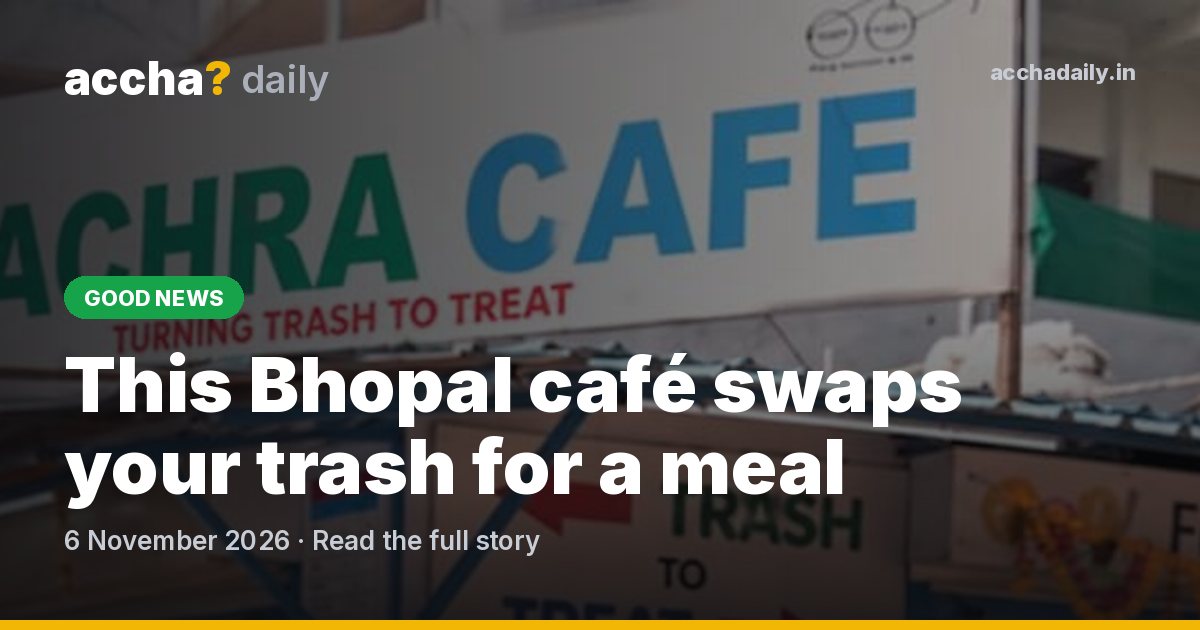 accha? daily
acchadaily.in
ACHRA CAFE
GOOD NEWS
TURNING TRASH TO TREAT
This Bhopal café swaps
your trash for a meal
6 November 2026 · Read the full story
TRASH
TO
TREAT